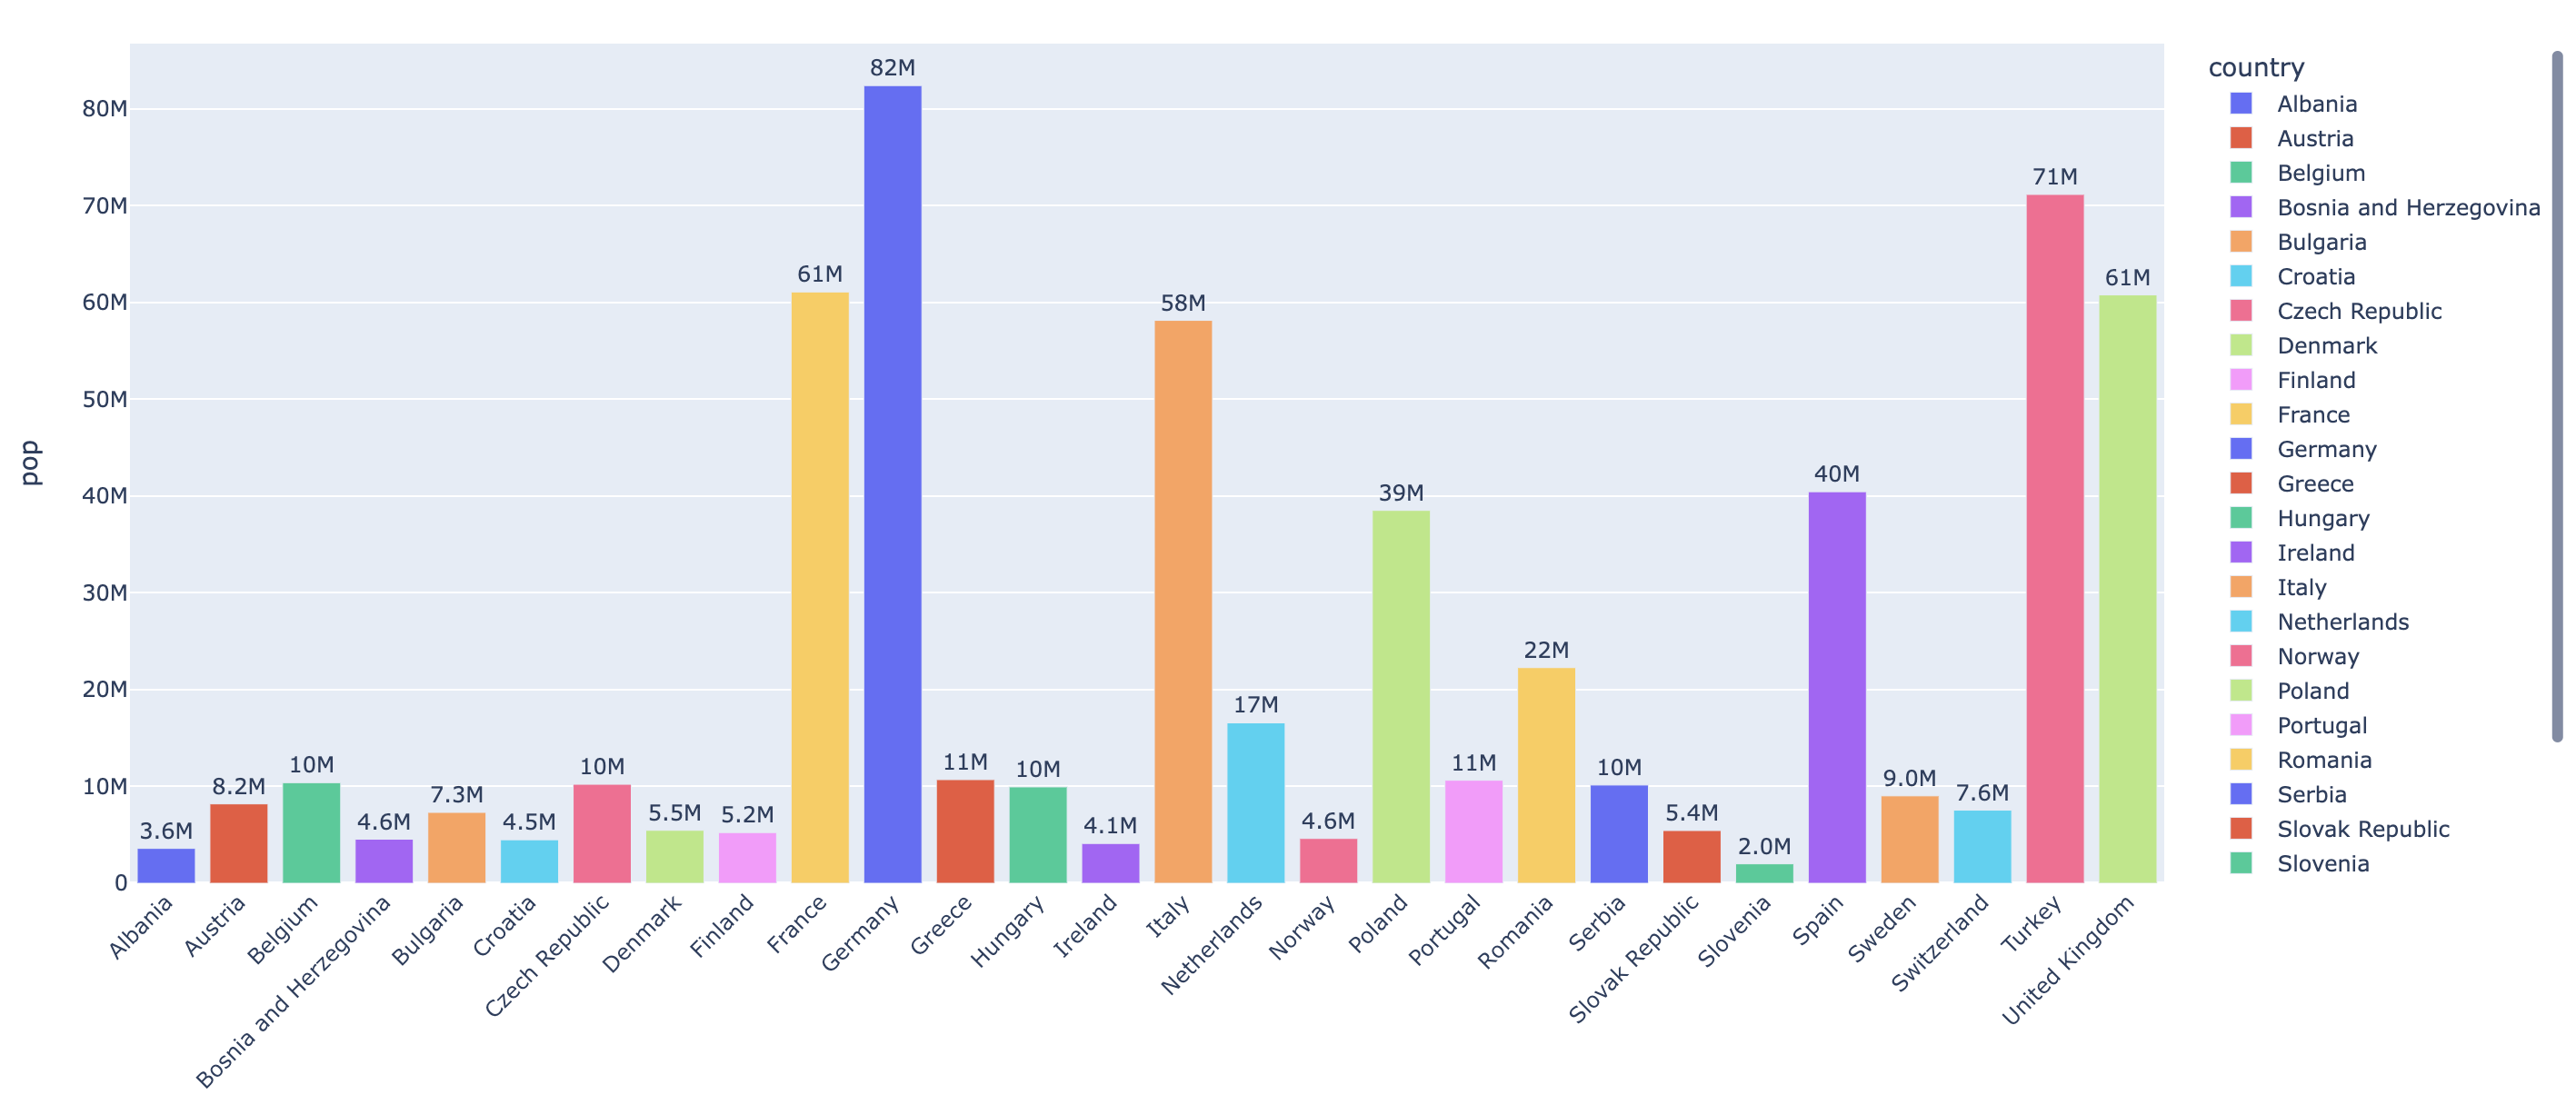 pop
80M
70M
60M
50M
40M
30M
20M
10M
0
3.6M
8.2M
10M
4.6M
7.3M
4.5M
10M
5.5M
5.2M
61M
82M
11M
10M
4.1M
58M
17M
4.6M
39M
11M
22M
10M
5.4M
2.0M
40M
9.0M
7.6M
71M
61M
Albania
Austria
Belgium
Bosnia and Herzegovina
Bulgaria
Croatia
Czech Republic
Denmark
Finland
France
Germany
Greece
Hungary
Ireland
Italy
Netherlands
Norway
Poland
Portugal
Romania
Serbia
Slovak Republic
Slovenia
Spain
Sweden
Switzerland
Turkey
United Kingdom
country
Albania
Austria
Belgium
Bosnia and Herzegovina
Bulgaria
Croatia
Czech Republic
Denmark
Finland
France
Germany
Greece
Hungary
Ireland
Italy
Netherlands
Norway
Poland
Portugal
Romania
Serbia
Slovak Republic
Slovenia